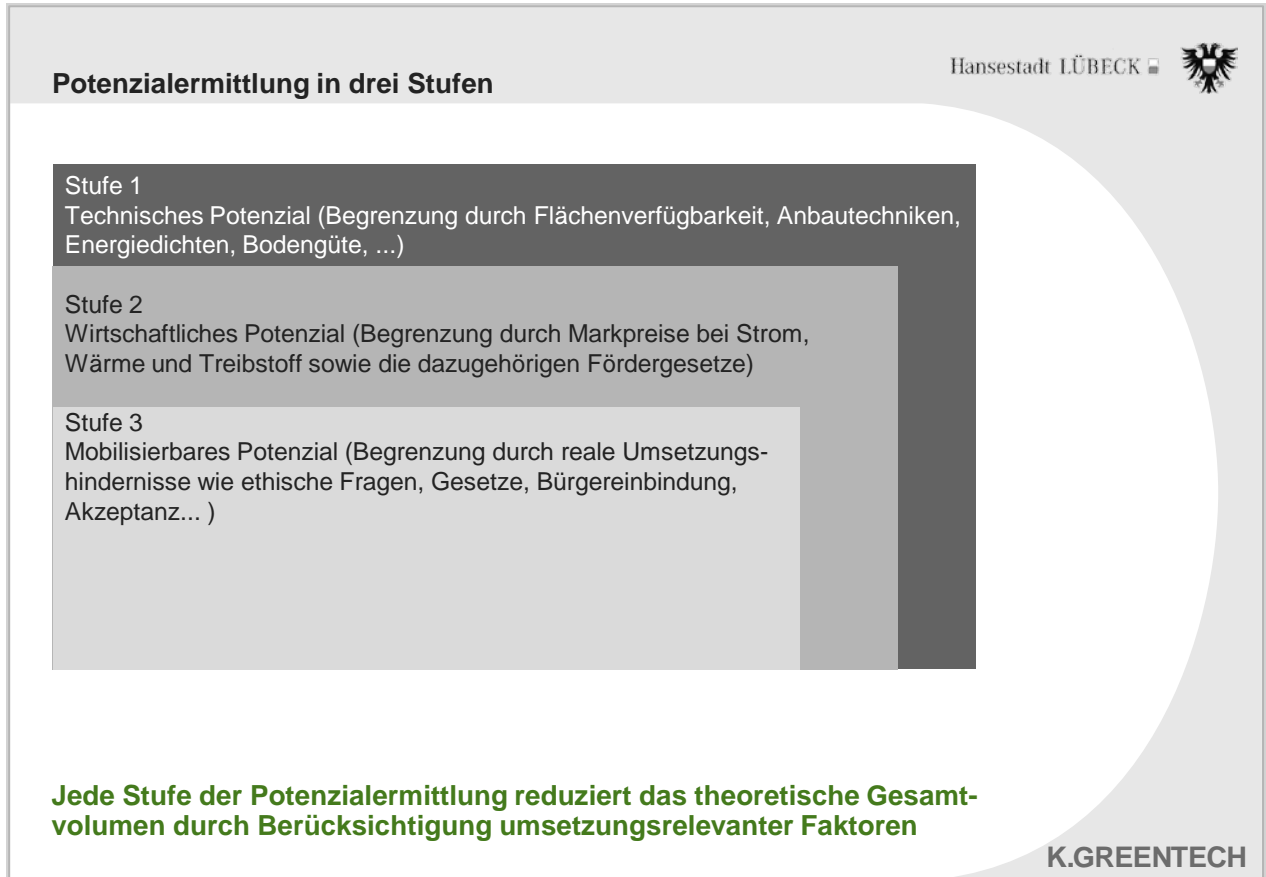 Potenzialermittlung in drei Stufen
Hansestadt LÜBECK
Stufe 1
Technisches Potenzial (Begrenzung durch Flächenverfügbarkeit, Anbautechniken,
Energiedichten, Bodengüte, ...)
Stufe 2
Wirtschaftliches Potenzial (Begrenzung durch Markpreise bei Strom,
Wärme und Treibstoff sowie die dazugehörigen Fördergesetze)
Stufe 3
Mobilisierbares Potenzial (Begrenzung durch reale Umsetzungs-
hindernisse wie ethische Fragen, Gesetze, Bürgereinbindung,
Akzeptanz... )
Jede Stufe der Potenzialermittlung reduziert das theoretische Gesamt-
volumen durch Berücksichtigung umsetzungsrelevanter Faktoren
K.GREENTECH